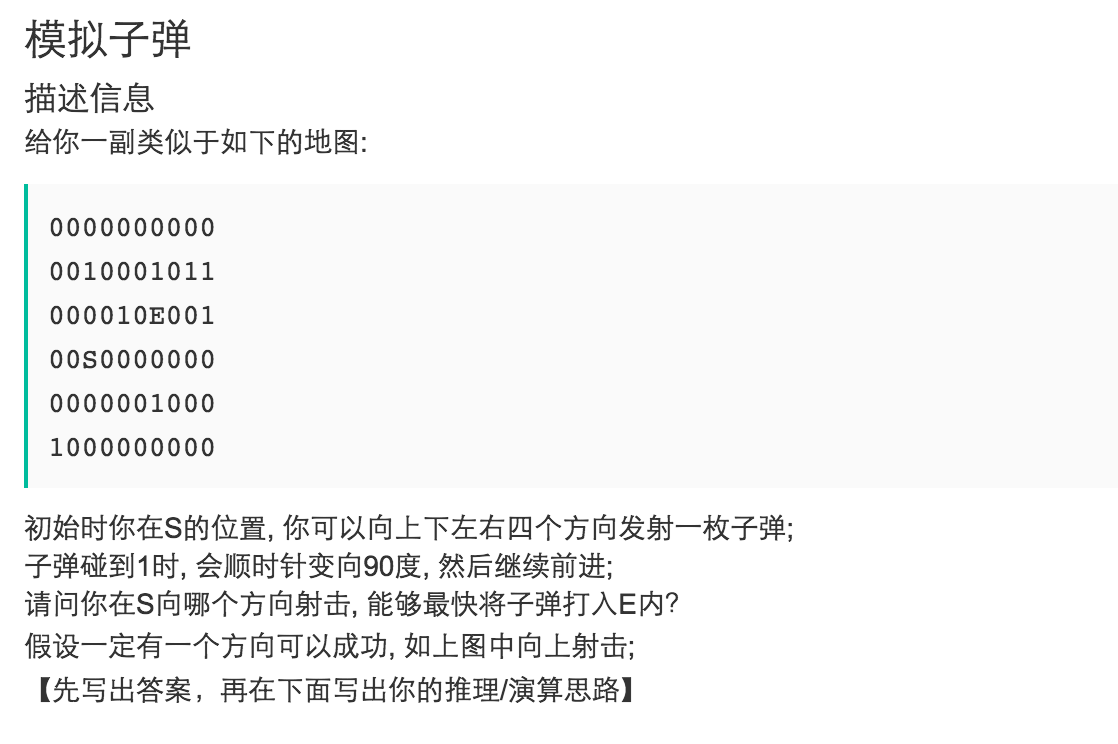 模拟子弹
描述信息
给你一副类似于如下的地图:
0000000000
0010001011
000010E001
00S0000000
0000001000
1000000000
初始时你在S的位置, 你可以向上下左右四个方向发射一枚子弹;
子弹碰到1时, 会顺时针变向90度, 然后继续前进;
请问你在S向哪个方向射击, 能够最快将子弹打入E内?
假设一定有一个方向可以成功, 如上图中向上射击;
【先写出答案，再在下面写出你的推理/演算思路】